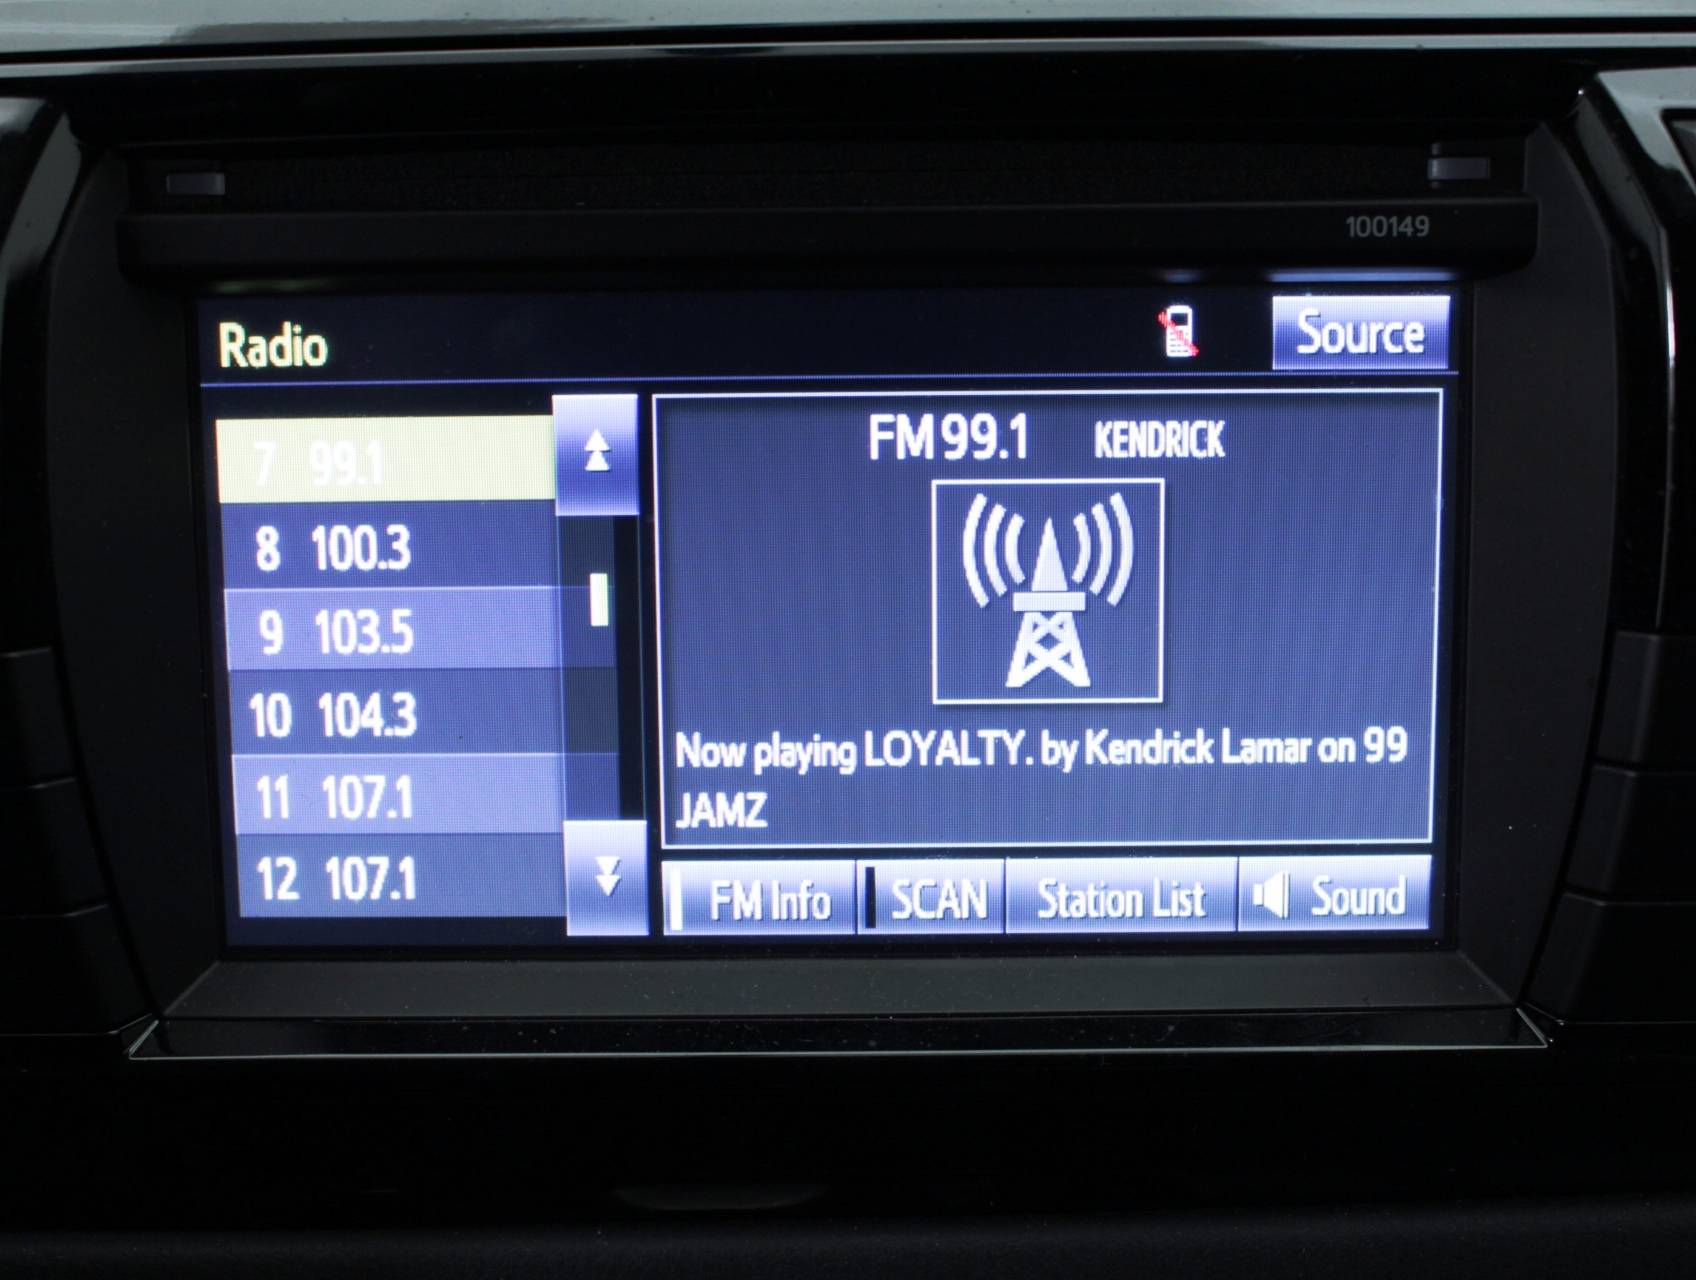 100149
Radio
Source
7 99.1
8 100.3
9 103.5
10 104.3
11 107.1
12 107.1
FM 99.1 KENDRICK
Now playing LOYALTY. by Kendrick Lamar on 99
JAMZ
FM Info SCAN Station List Sound